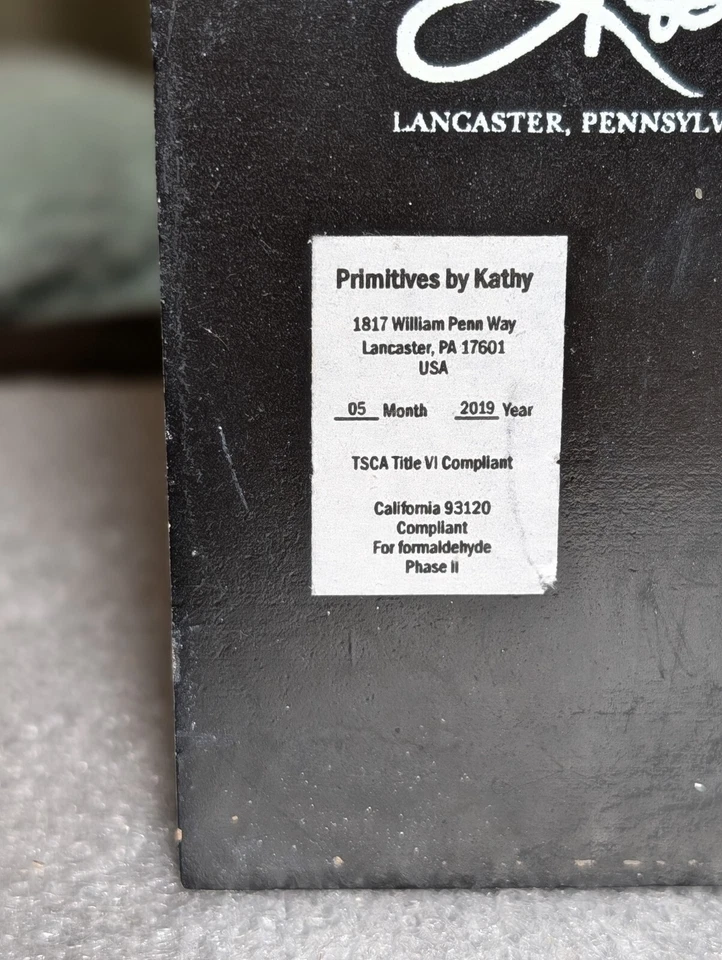 LANCASTER, PENNSYLV
Primitives by Kathy
1817 William Penn Way
Lancaster, PA 17601
USA
05 Month 2019 Year
TSCA Title VI Compliant
California 93120
Compliant
For formaldehyde
Phase II